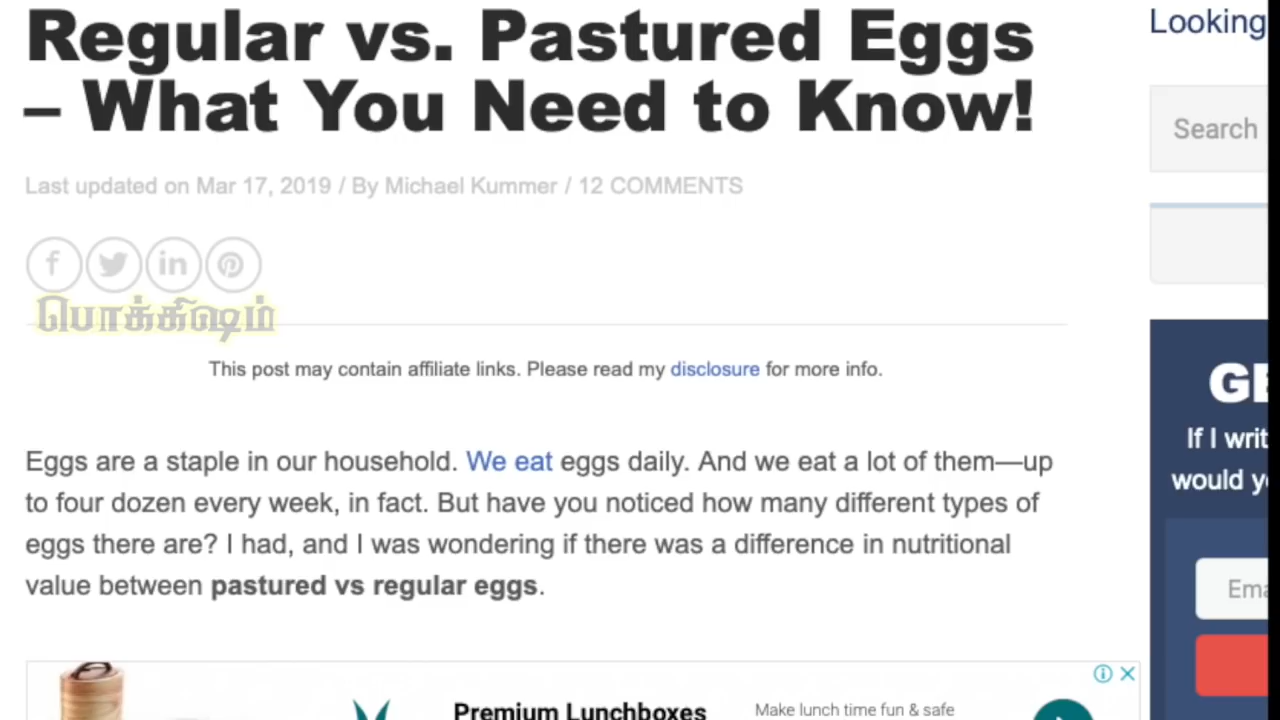 Regular vs. Pastured Eggs
– What You Need to Know!
Last updated on Mar 17, 2019 / By Michael Kummer / 12 COMMENTS
பொக்கிஷம்
This post may contain affiliate links. Please read my disclosure for more info.
Eggs are a staple in our household. We eat eggs daily. And we eat a lot of them—up
to four dozen every week, in fact. But have you noticed how many different types of
eggs there are? I had, and I was wondering if there was a difference in nutritional
value between pastured vs regular eggs.
Premium Lunchboxes
Make lunch time fun & safe
Looking
Search
If I
would